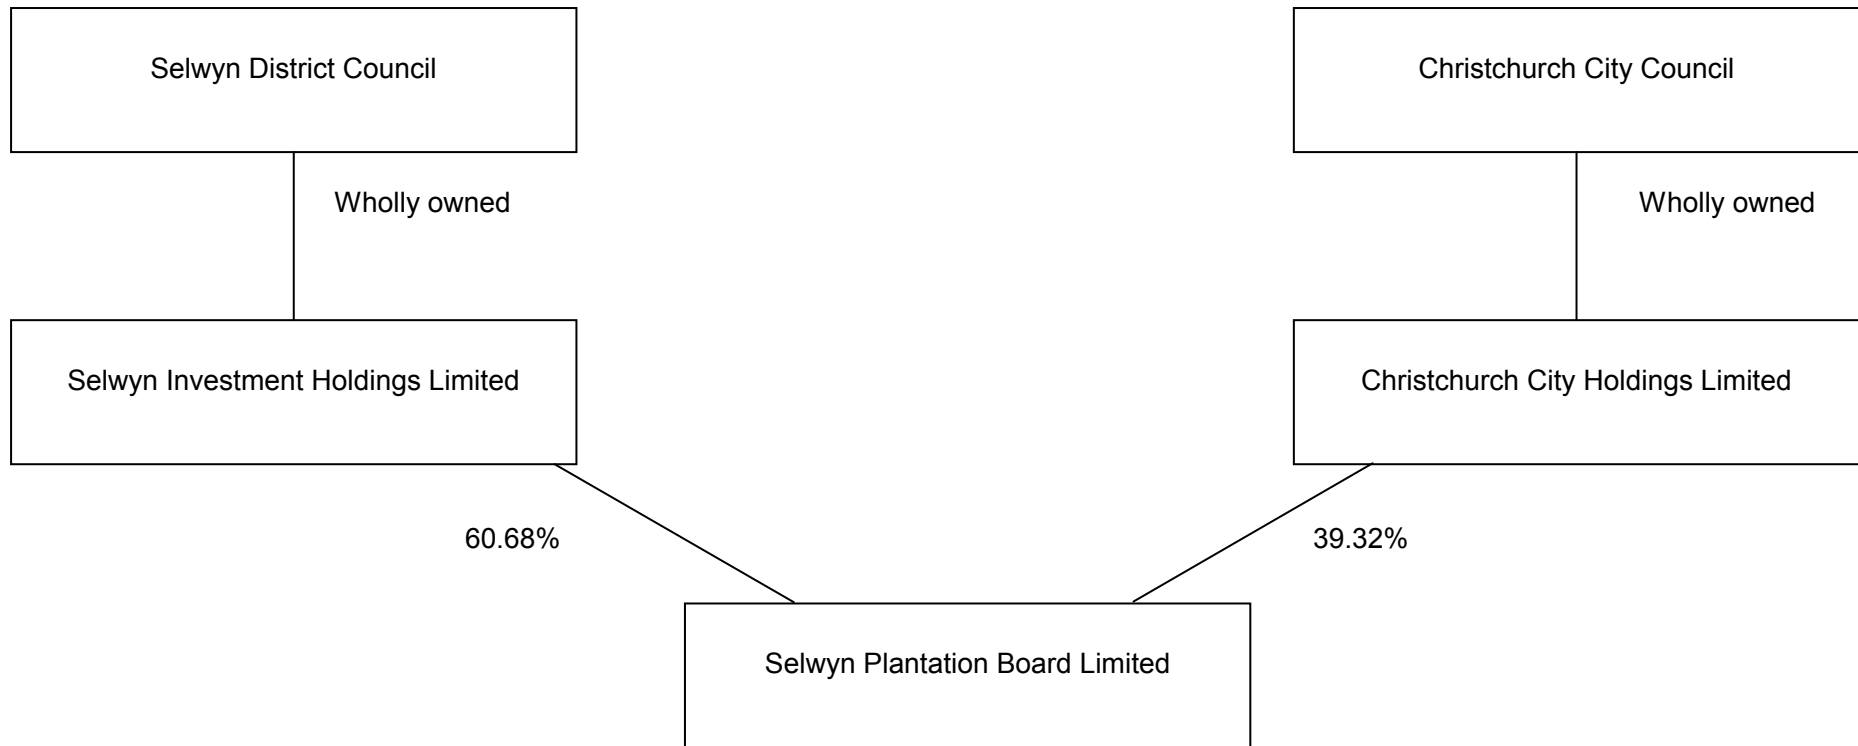 Selwyn District Council
Christchurch City Council
Wholly owned
Wholly owned
Selwyn Investment Holdings Limited
Christchurch City Holdings Limited
60.68%
39.32%
Selwyn Plantation Board Limited